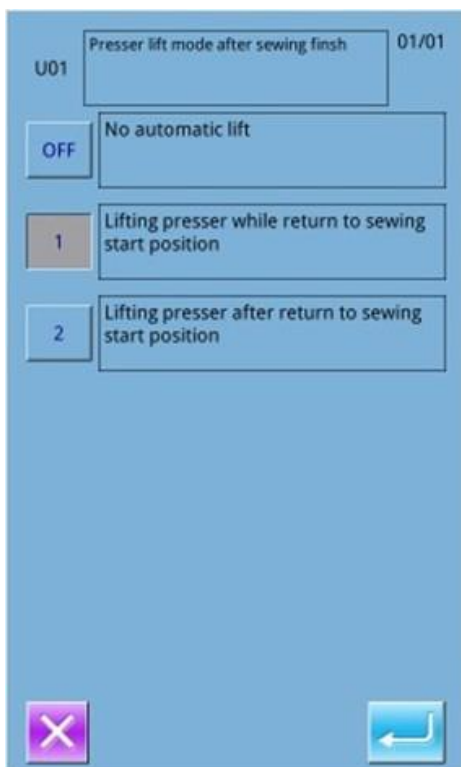 Presser lift mode after sewing finsh
01/01
U01
OFF
No automatic lift
1
Lifting presser while return to sewing
start position
2
Lifting presser after return to sewing
start position